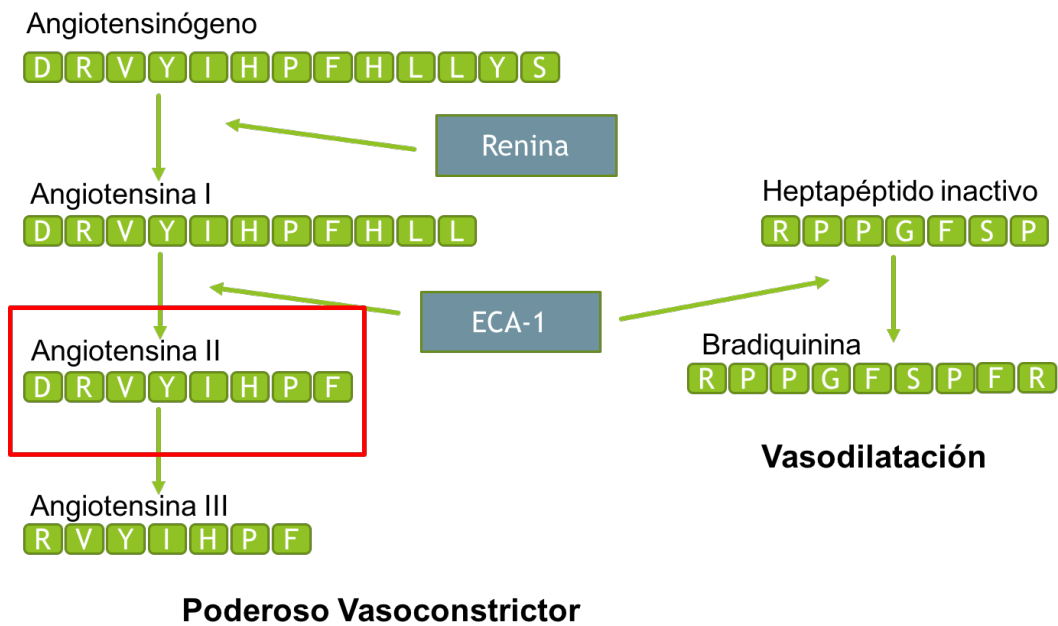 Angiotensinógeno
D R V Y I H P F H L L Y S
Renina
Angiotensina I
D R V Y I H P F H L L
Heptapéptido inactivo
R P P G F S P
ECA-1
Angiotensina II
D R V Y I H P F
Bradiquinina
R P P G F S P F R
Vasodilatación
Angiotensina III
R V Y I H P F
Poderoso Vasoconstrictor